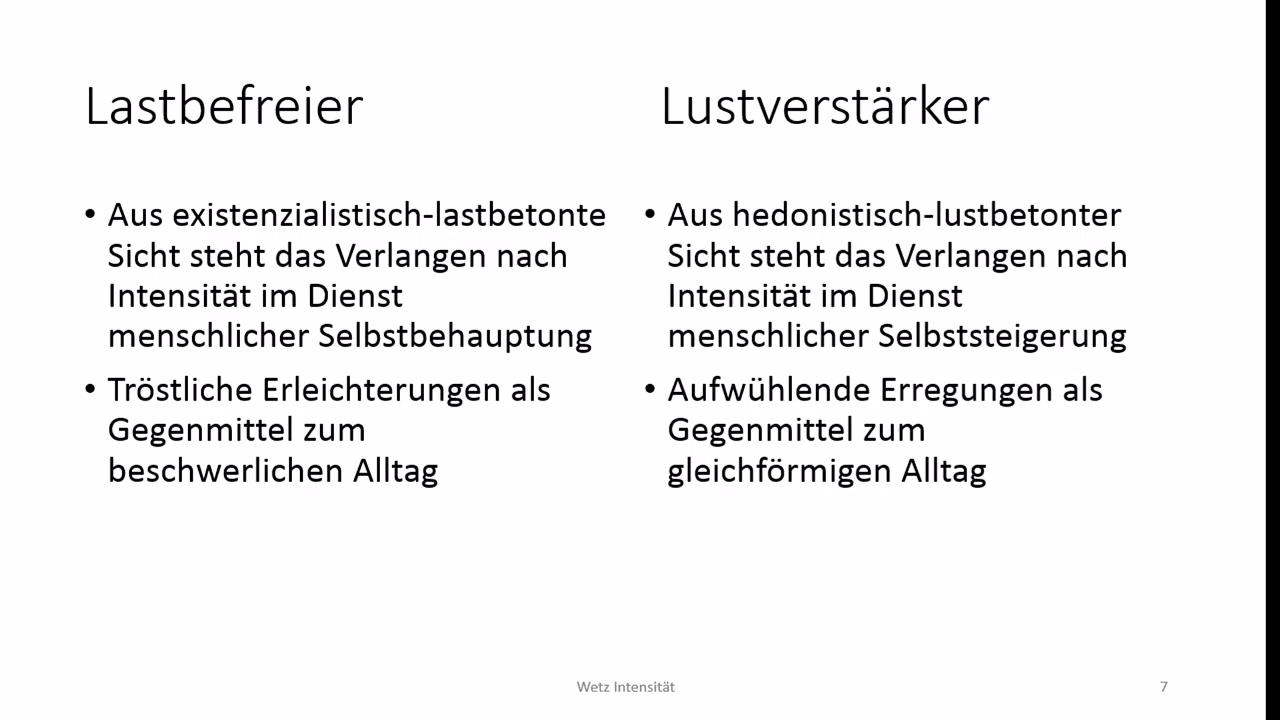 Lastbefreier
Lustverstärker
• Aus existenzialistisch-lastbetonte
Sicht steht das Verlangen nach
Intensität im Dienst
menschlicher Selbstbehauptung
• Tröstliche Erleichterungen als
Gegenmittel zum
beschwerlichen Alltag
• Aus hedonistisch-lustbetonter
Sicht steht das Verlangen nach
Intensität im Dienst
menschlicher Selbststeigerung
• Aufwühlende Erregungen als
Gegenmittel zum
gleichförmigen Alltag
Wetz Intensität
7